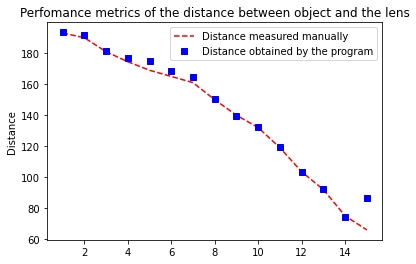 Perfomance metrics of the distance between object and the lens
Distance measured manually
Distance obtained by the program
Distance
180
160
140
120
100
80
60
2 4 6 8 10 12 14